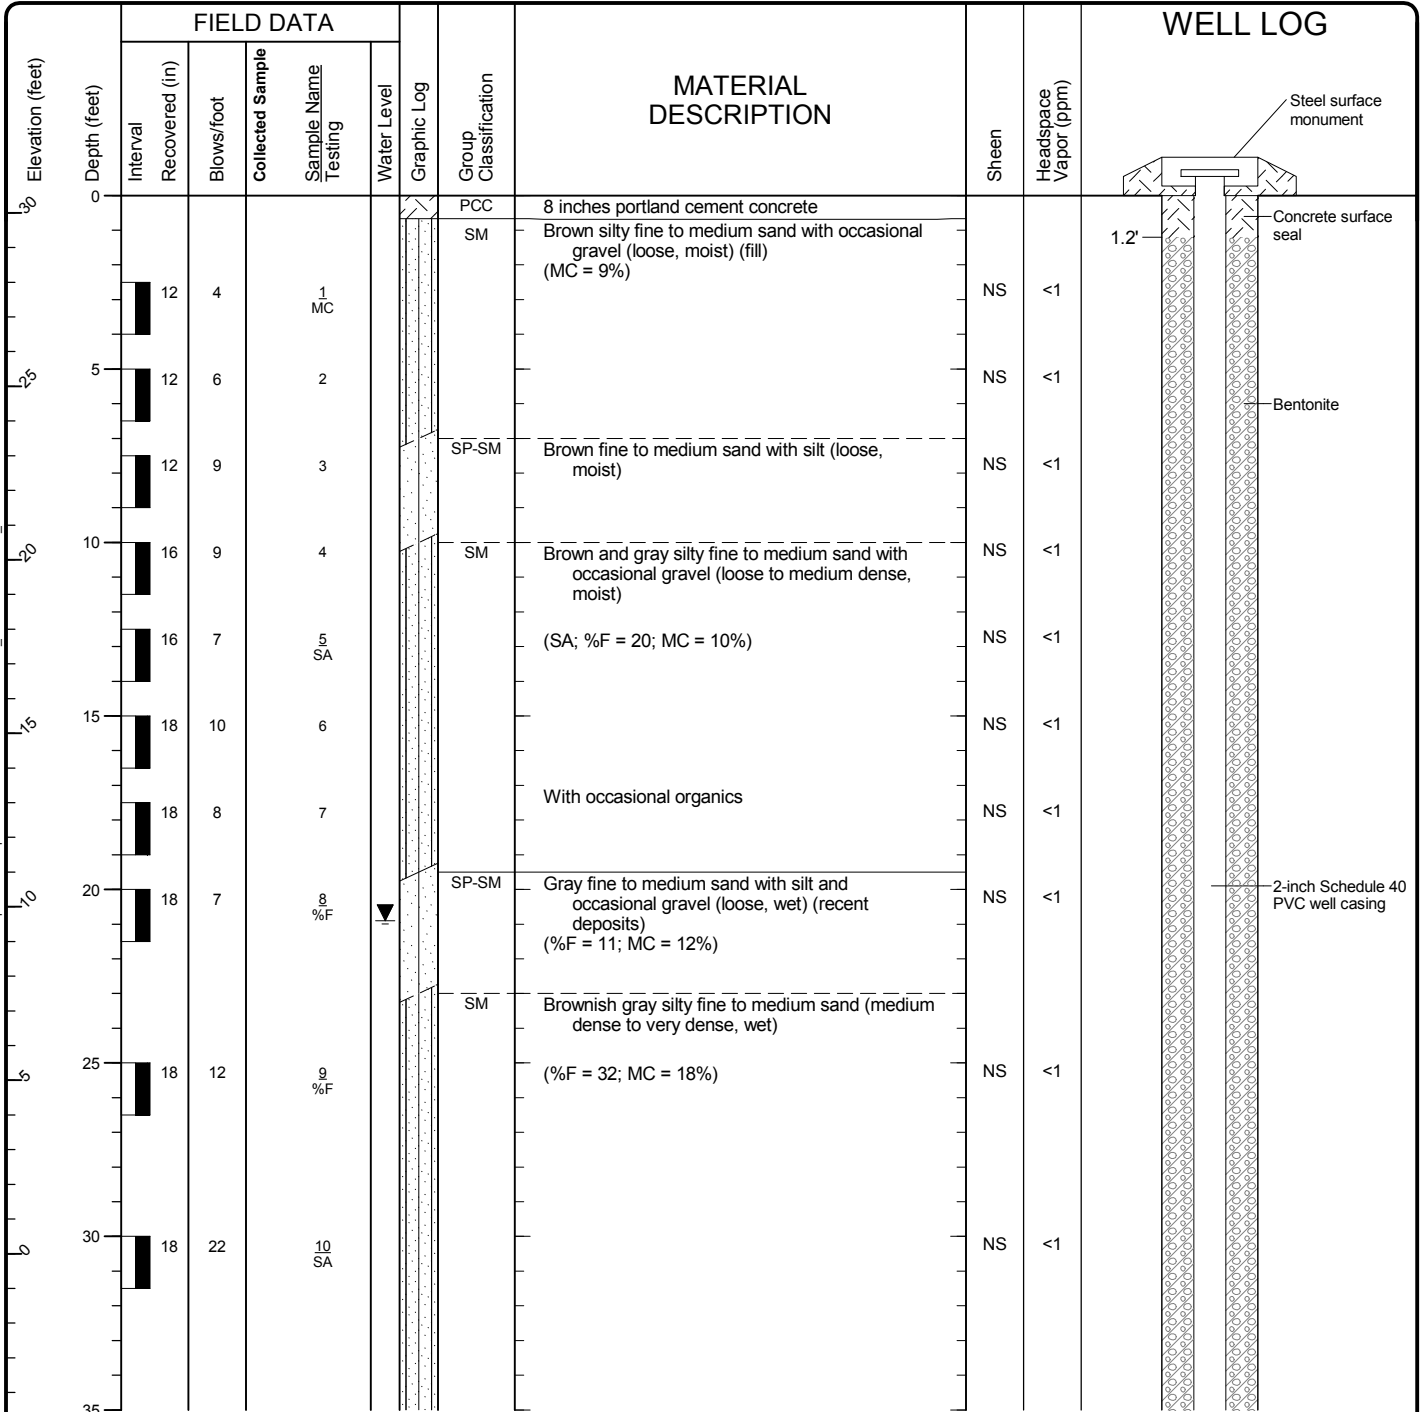 FIELD DATA
WELL LOG
Elevation (feet)
Depth (feet)
Interval
Recovered (in)
Blows/foot
Collected Sample
Sample Name
Testing
Water Level
Graphic Log
Group
Classification
MATERIAL
DESCRIPTION
Sheen
Headspace
Vapor (ppm)
Steel surface
monument
0
30
PCC
8 inches portland cement concrete
Concrete surface
seal
SM
Brown silty fine to medium sand with occasional
gravel (loose, moist) (fill)
(MC = 9%)
1.2'
12
4
1
MC
NS
<1
5
25
12
6
2
NS
<1
Bentonite
SP-SM
Brown fine to medium sand with silt (loose,
moist)
12
9
3
NS
<1
10
20
16
9
4
SM
Brown and gray silty fine to medium sand with
occasional gravel (loose to medium dense,
moist)
NS
<1
16
7
5
SA
(SA; %F = 20; MC = 10%)
NS
<1
15
15
18
10
6
NS
<1
With occasional organics
18
8
7
NS
<1
20
10
18
7
8
%F
SP-SM
Gray fine to medium sand with silt and
occasional gravel (loose, wet) (recent
deposits)
(%F = 11; MC = 12%)
NS
<1
2-inch Schedule 40
PVC well casing
SM
Brownish gray silty fine to medium sand (medium
dense to very dense, wet)
25
5
18
12
9
%F
(%F = 32; MC = 18%)
NS
<1
30
0
18
22
10
SA
NS
<1
35